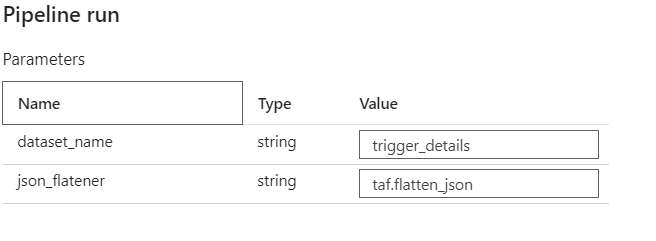 Pipeline run
Parameters
Name Type Value
dataset_name string trigger_details
json_flatener string taf.flatten_json